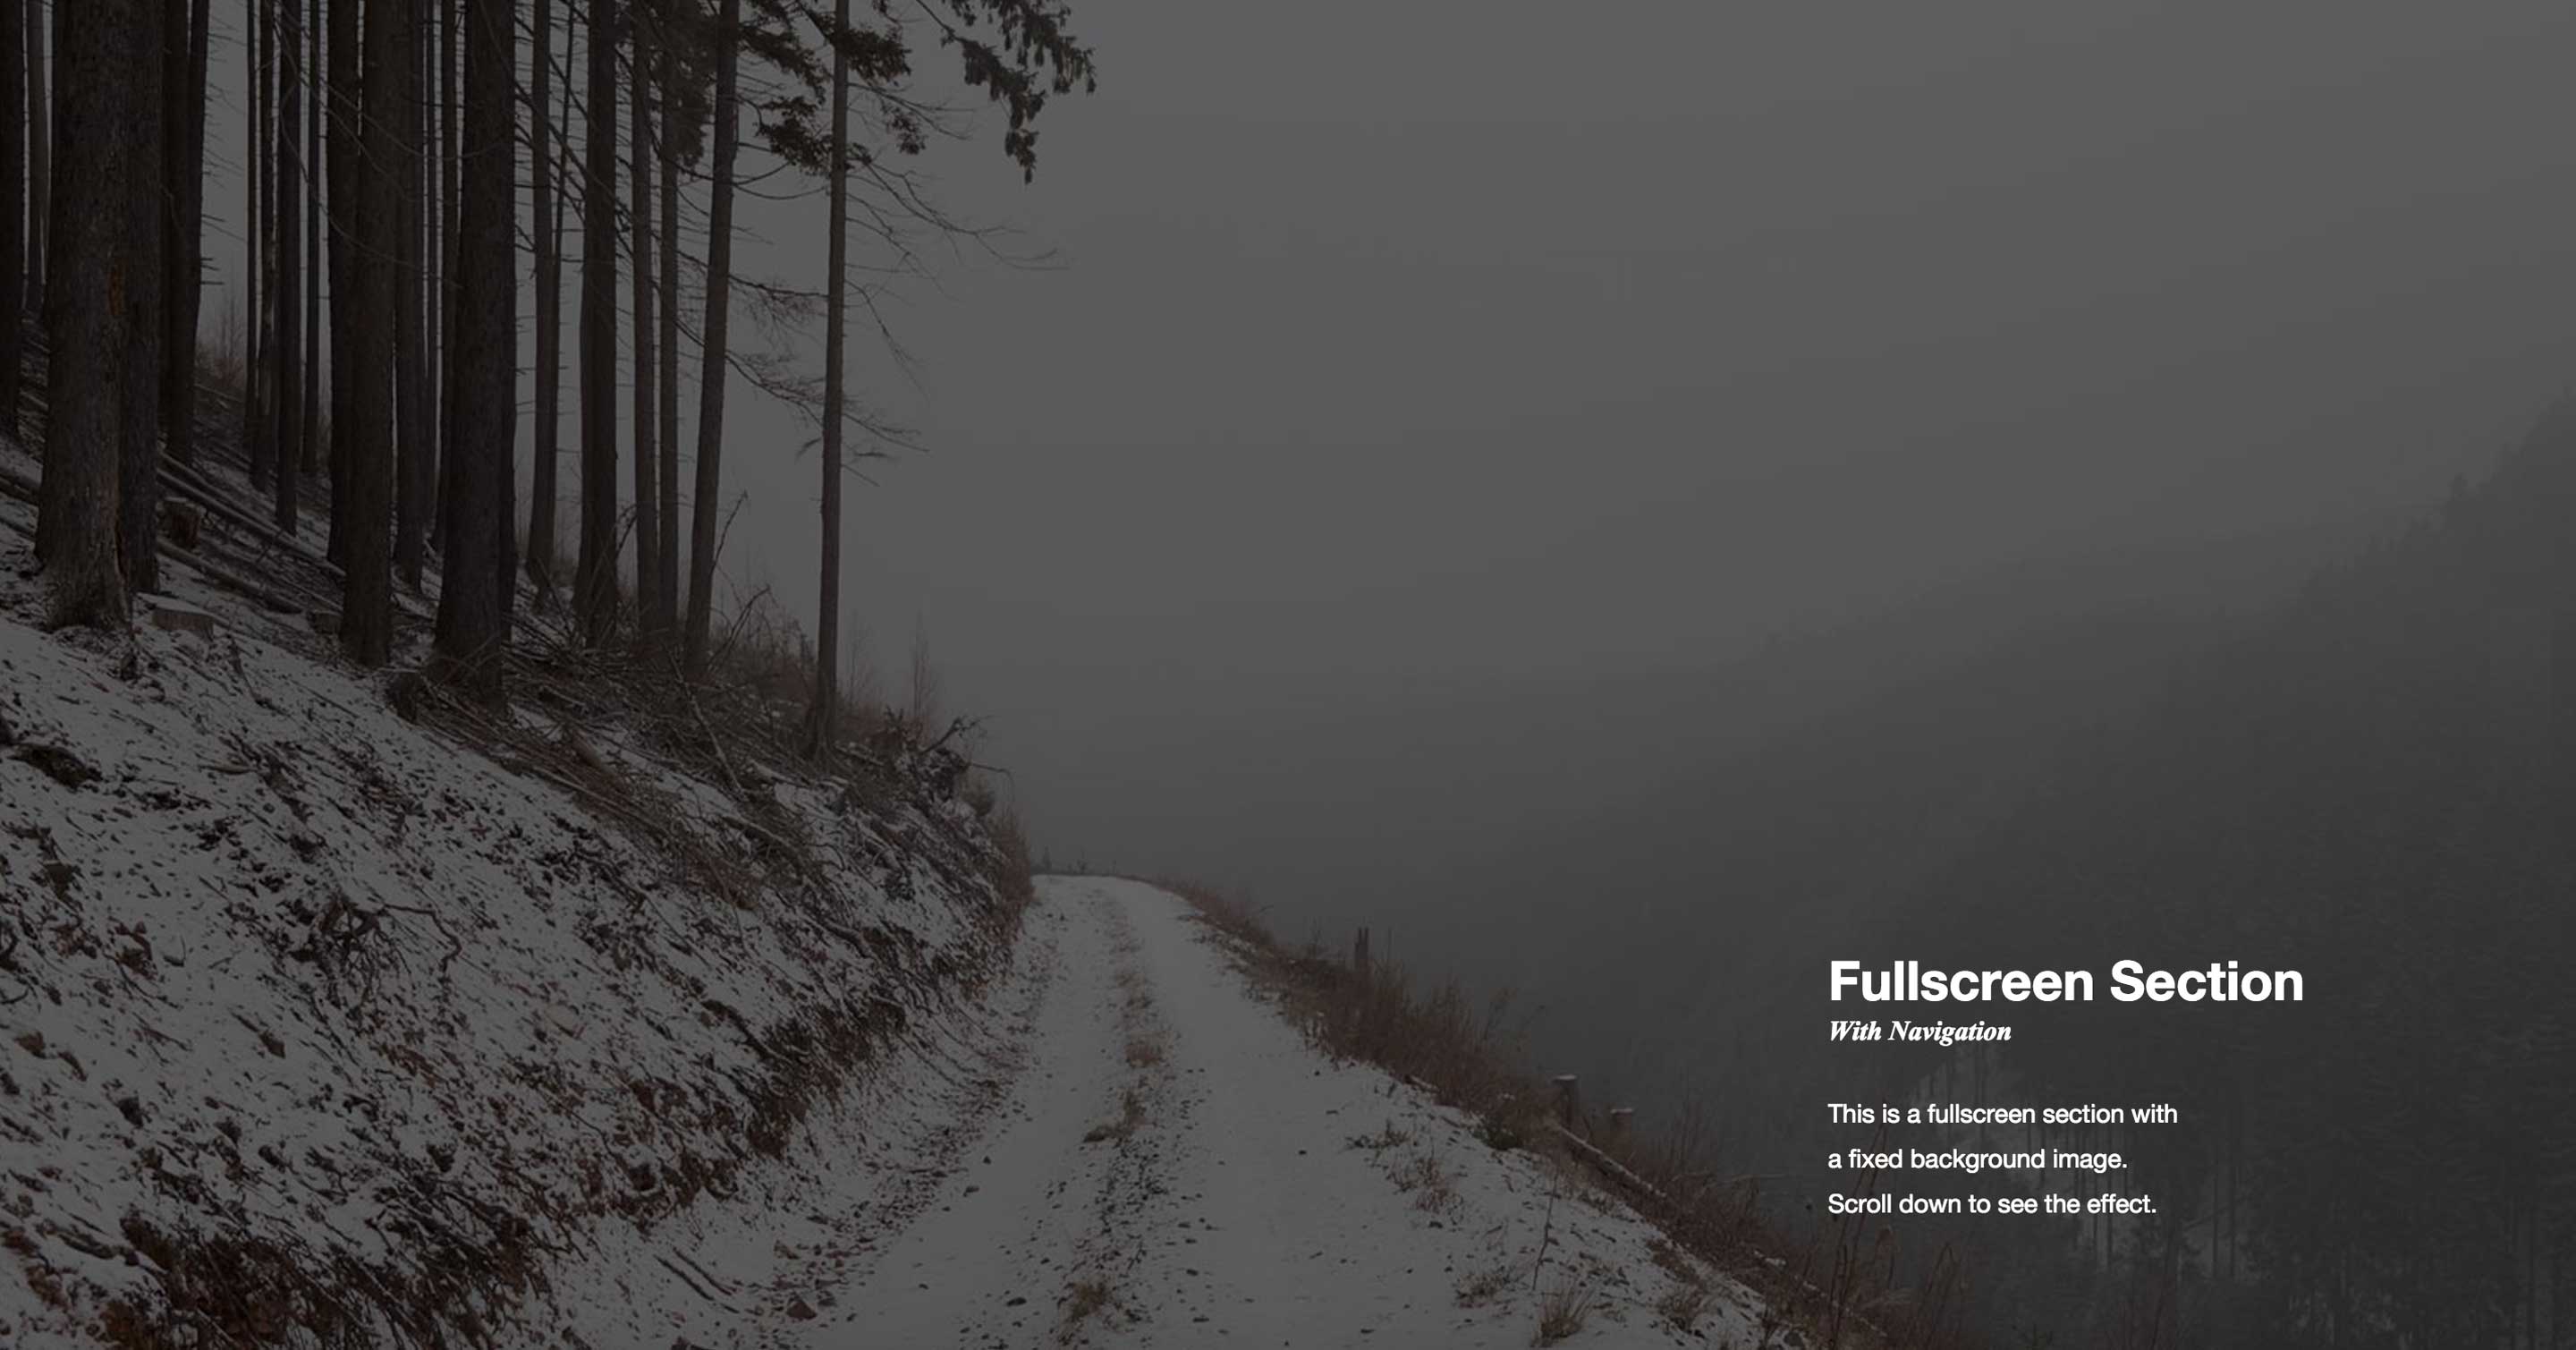 Fullscreen Section
With Navigation
This is a fullscreen section with
a fixed background image.
Scroll down to see the effect.